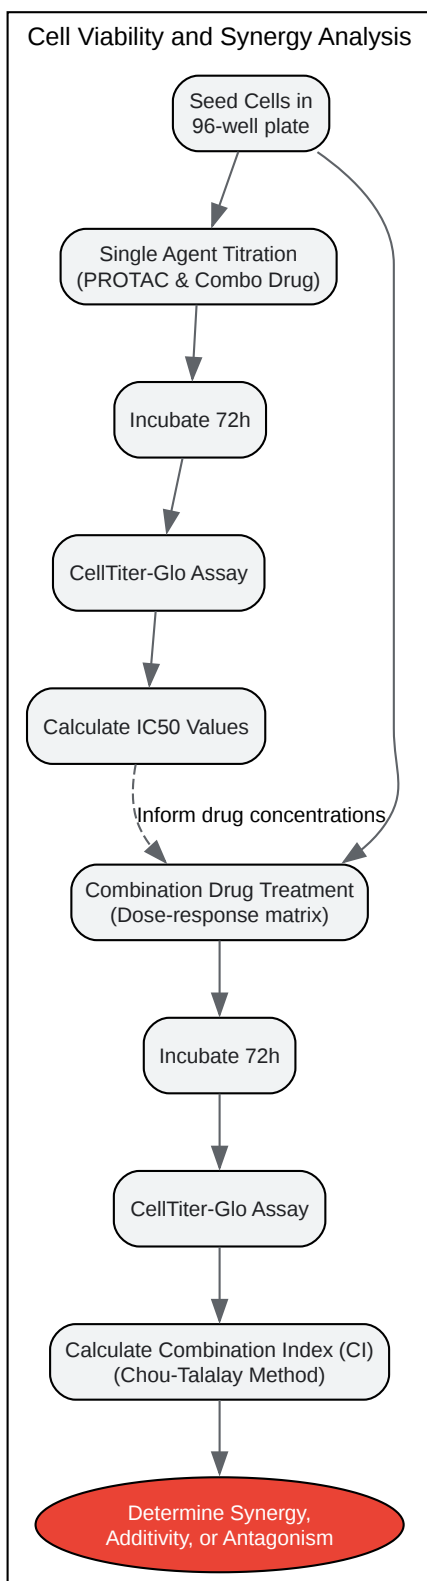 Cell Viability and Synergy Analysis
Seed Cells in
96-well plate
Single Agent Titration
(PROTAC & Combo Drug)
Incubate 72h
CellTiter-Glo Assay
Calculate IC50 Values
Inform drug concentrations
Combination Drug Treatment
(Dose-response matrix)
Incubate 72h
CellTiter-Glo Assay
Calculate Combination Index (CI)
(Chou-Talalay Method)
Determine Synergy,
Additivity, or Antagonism